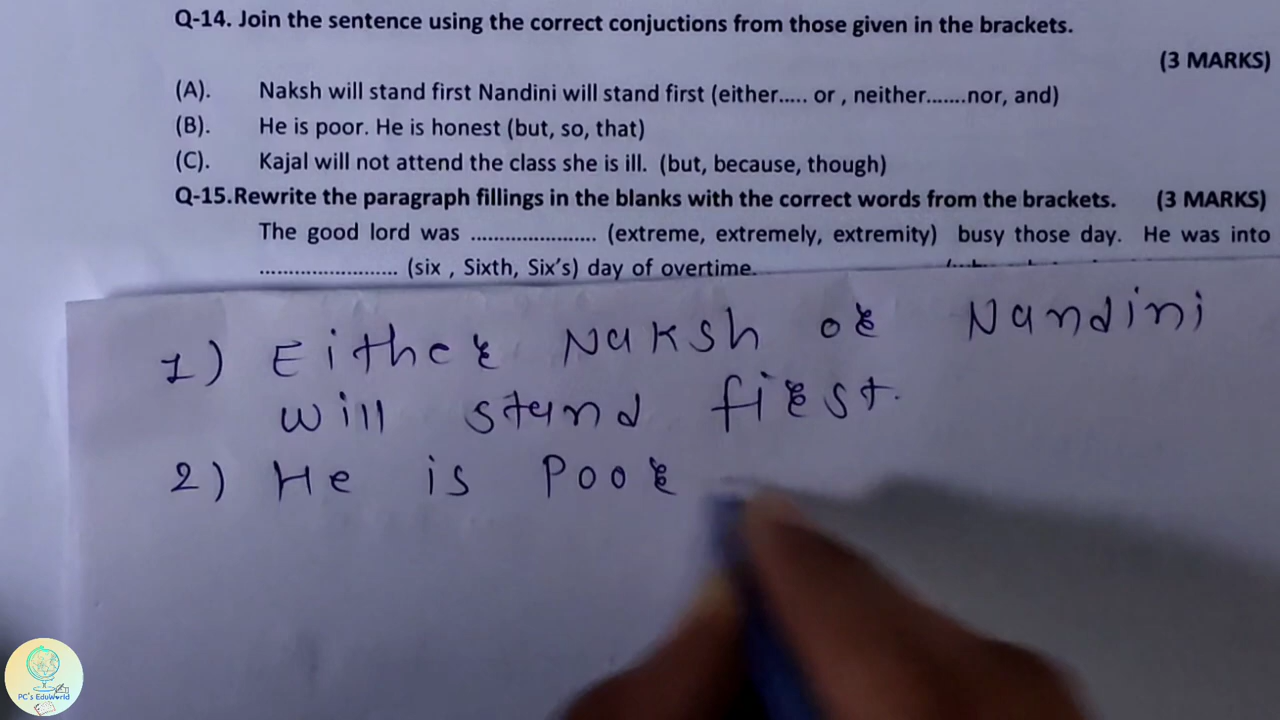 Q-14. Join the sentence using the correct conjuctions from those given in the brackets.
(3 MARKS)
(A). Naksh will stand first Nandini will stand first (either..... or , neither.......nor, and)
(B). He is poor. He is honest (but, so, that)
(C). Kajal will not attend the class she is ill. (but, because, though)
Q-15.Rewrite the paragraph fillings in the blanks with the correct words from the brackets. (3 MARKS)
The good lord was ...................... (extreme, extremely, extremity) busy those day. He was into
........................ (six , Sixth, Six's) day of overtime.
1) Either Naksh or Nandini
will stand first.
2) He is Poor
PC's EduWorld